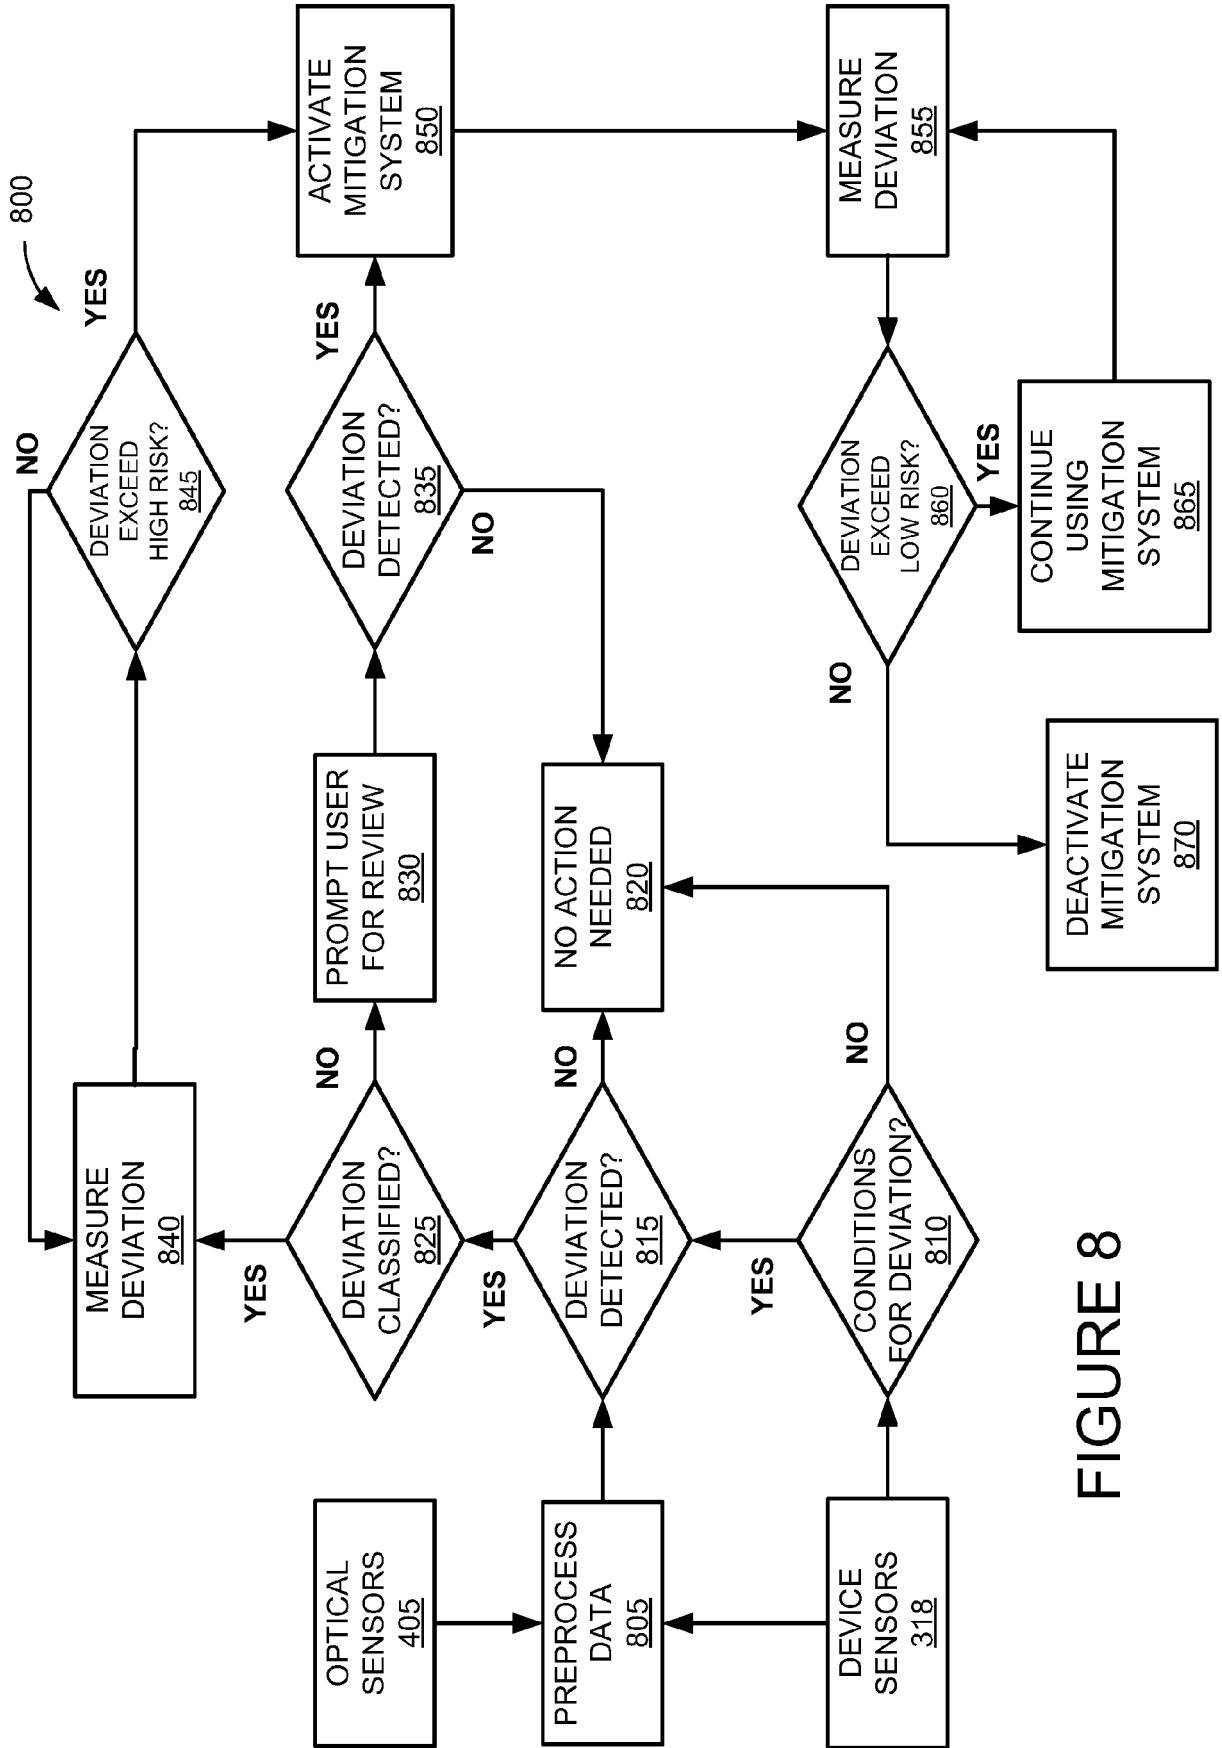 800
OPTICAL
SENSORS
405
PREPROCESS
DATA
805
DEVICE
SENSORS
318
MEASURE
DEVIATION
840
YES
DEVIATION
CLASSIFIED?
825
NO
YES
DEVIATION
DETECTED?
815
NO
YES
CONDITIONS
FOR DEVIATION?
810
NO
PROMPT USER
FOR REVIEW
830
NO ACTION
NEEDED
820
DEACTIVATE
MITIGATION
SYSTEM
870
NO
DEVIATION
EXCEED
HIGH RISK?
845
YES
DEVIATION
DETECTED?
835
YES
NO
DEVIATION
EXCEED
LOW RISK?
860
NO
YES
CONTINUE
USING
MITIGATION
SYSTEM
865
ACTIVATE
MITIGATION
SYSTEM
850
MEASURE
DEVIATION
855
FIGURE 8